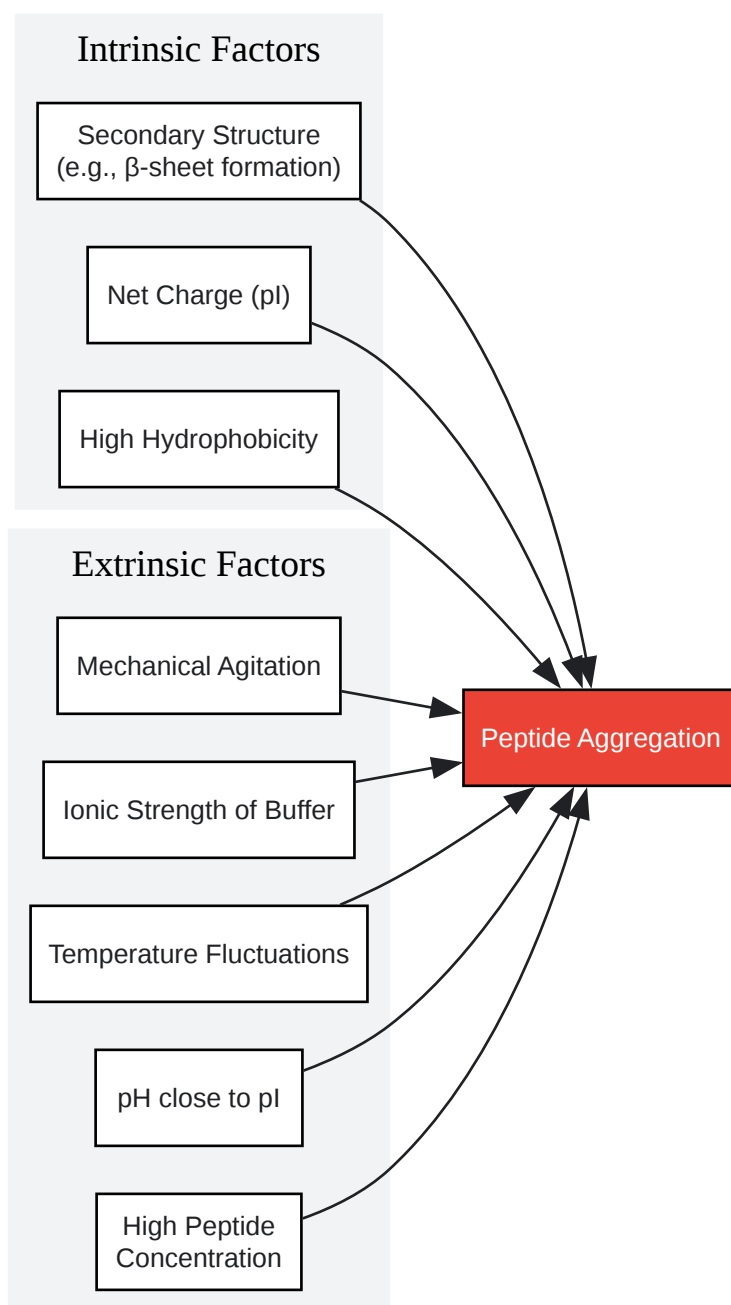 Intrinsic Factors
Secondary Structure
(e.g., β-sheet formation)
Net Charge (pI)
High Hydrophobicity
Extrinsic Factors
Mechanical Agitation
Peptide Aggregation
Ionic Strength of Buffer
Temperature Fluctuations
pH close to pI
High Peptide
Concentration